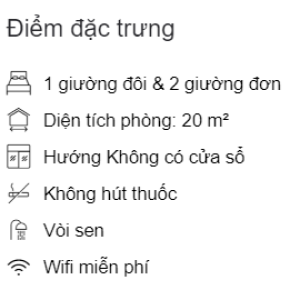 Điểm đặc trưng
1 giường đôi & 2 giường đơn
Diện tích phòng: 20 m²
Hướng Không có cửa sổ
Không hút thuốc
Vòi sen
Wifi miễn phí